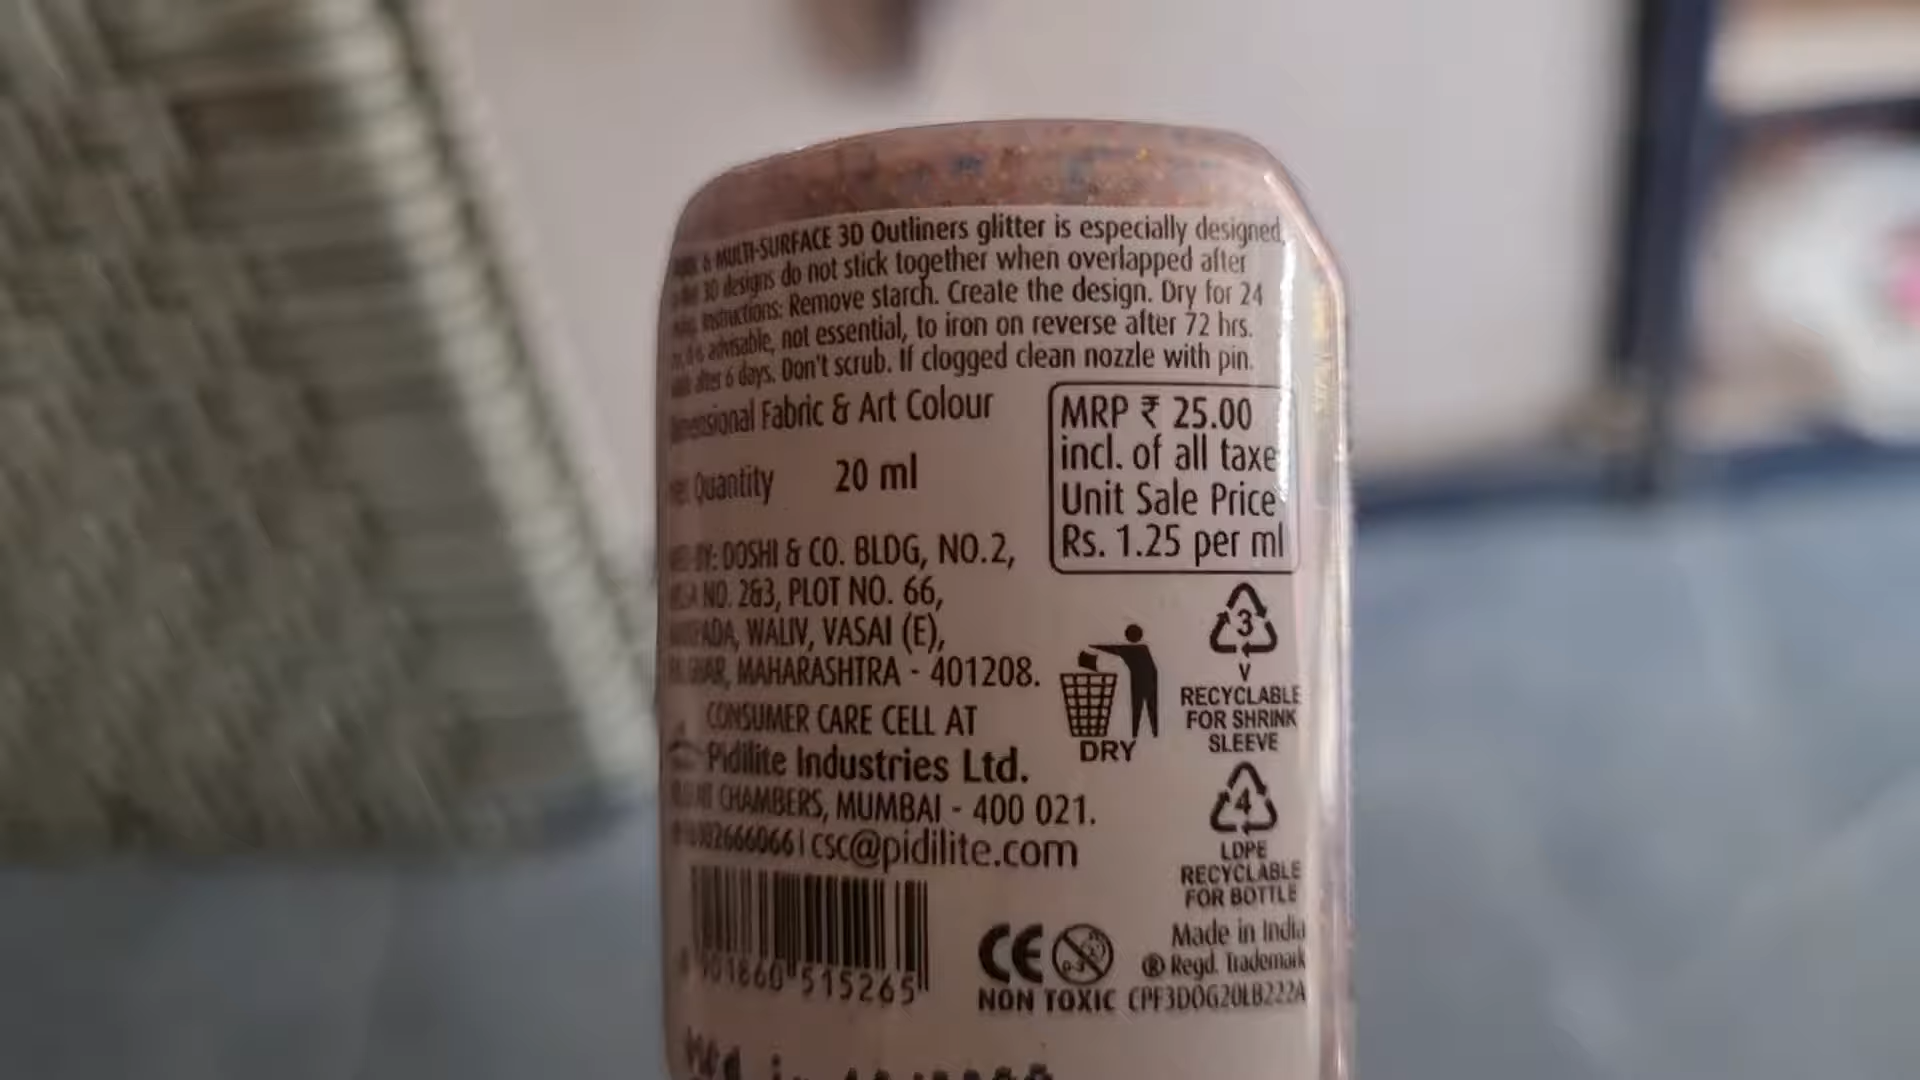 MULTI-SURFACE 3D Outliners glitter is especially designed,
3D designs do not stick together when overlapped after
instructions: Remove starch. Create the design. Dry for 24
advisable, not essential, to iron on reverse after 72 hrs.
after 6 days. Don't scrub. If clogged clean nozzle with pin.
Fabric & Art Colour
Quantity 20 ml
MRP ₹ 25.00
incl. of all taxe
Unit Sale Price
Rs. 1.25 per ml
BY: DOSHI & CO. BLDG, NO.2,
NO. 2&3, PLOT NO. 66,
WALIV, VASAI (E),
MAHARASHTRA - 401208.
CONSUMER CARE CELL AT
Pidilite Industries Ltd.
CHAMBERS, MUMBAI - 400 021.
csc@pidilite.com
DRY
3
V
RECYCLABLE
FOR SHRINK
SLEEVE
4
LDPE
RECYCLABLE
FOR BOTTLE
901860 515265
CE
0-3
NON TOXIC
Made in India
® Regd. Trademark
CPF3DOG20LB222A